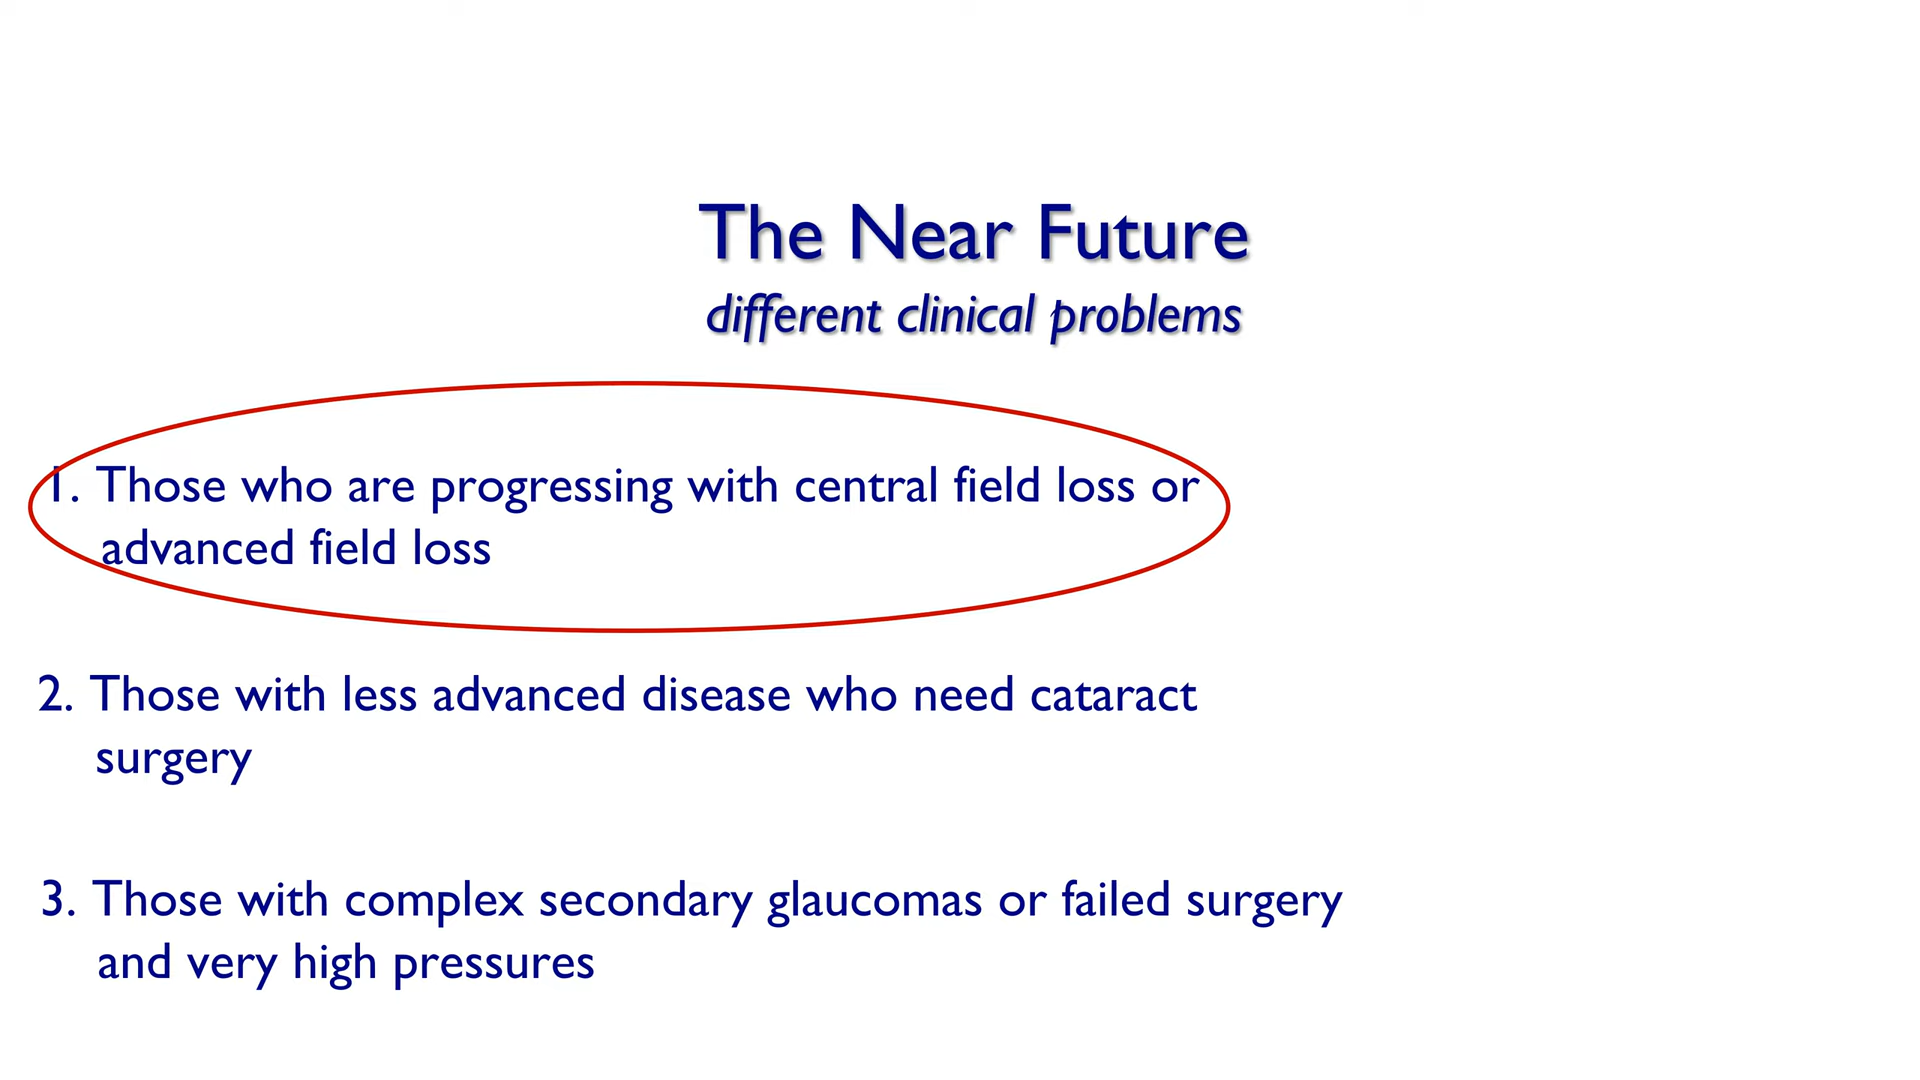 The Near Future
different clinical problems
1. Those who are progressing with central field loss or
advanced field loss
2. Those with less advanced disease who need cataract
surgery
3. Those with complex secondary glaucomas or failed surgery
and very high pressures